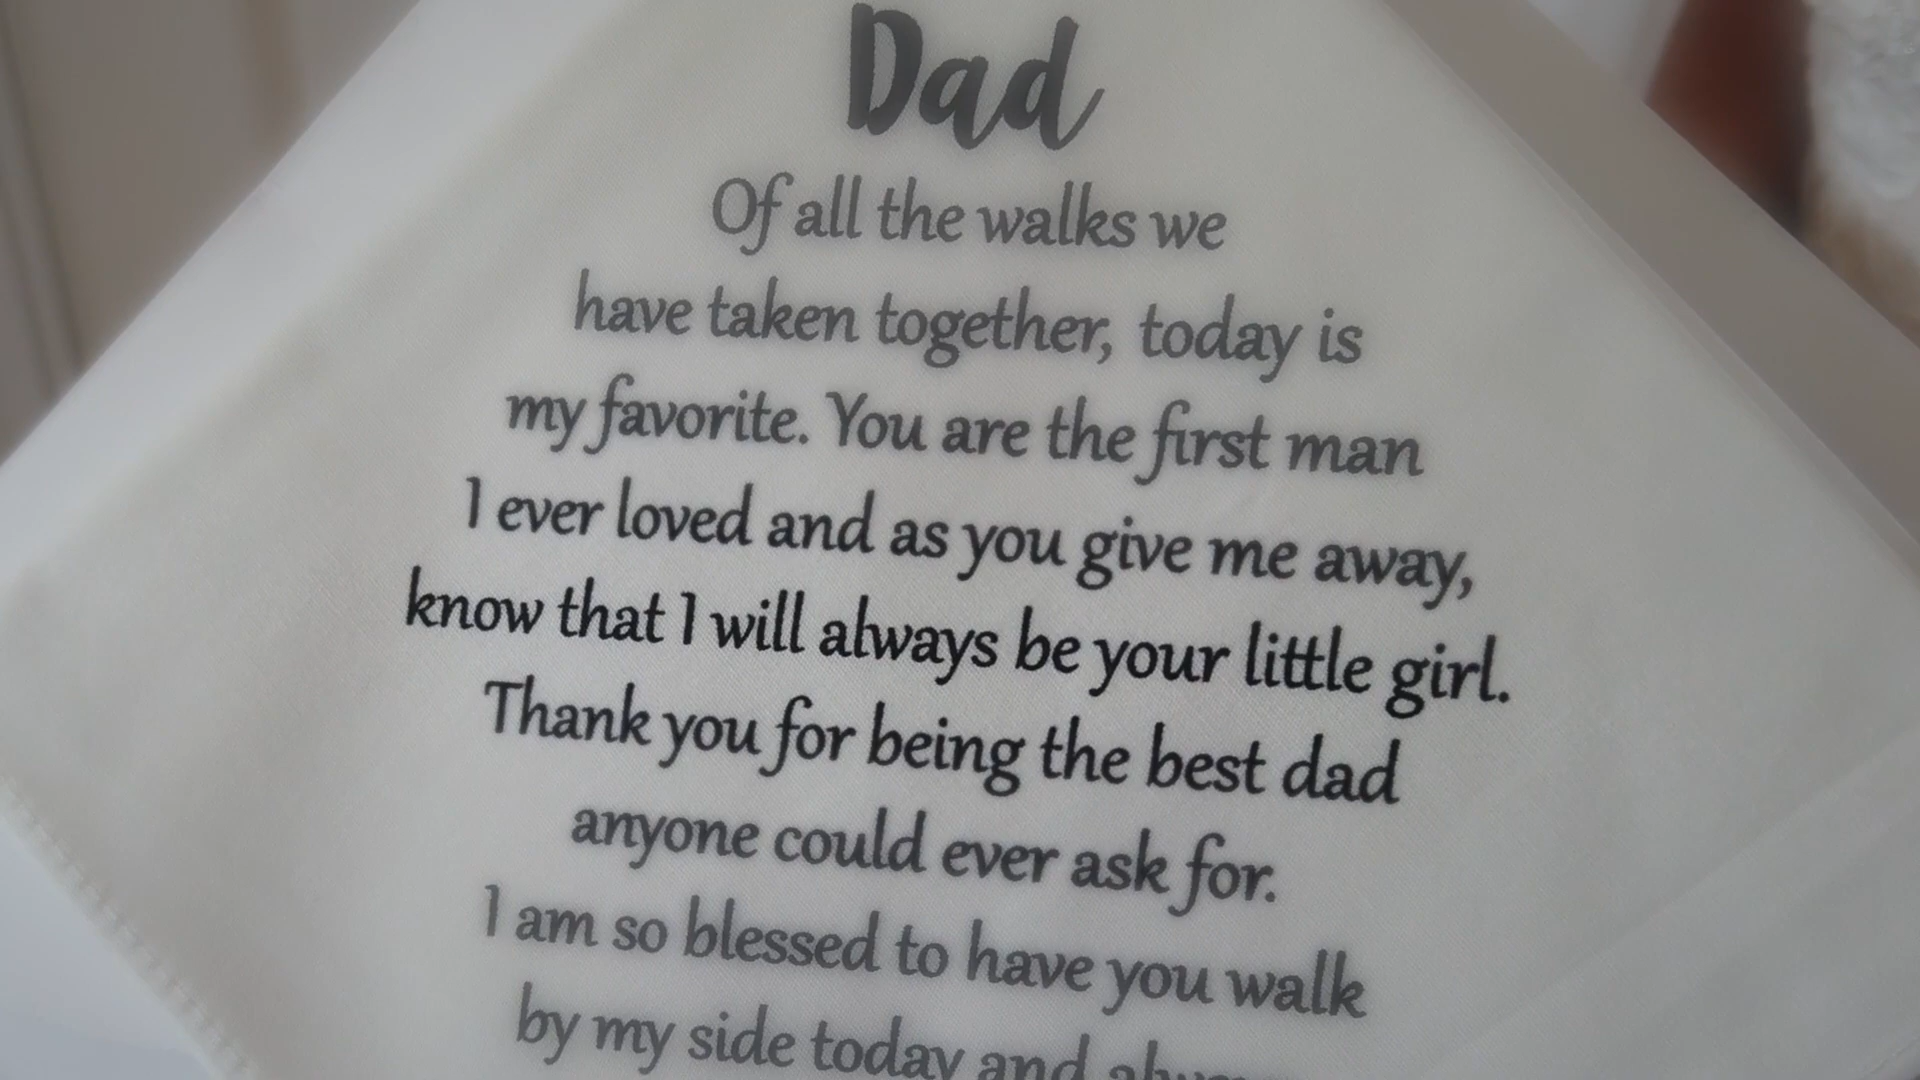 Dad
Of all the walks we
have taken together, today is
my favorite. You are the first man
I ever loved and as you give me away,
know that I will always be your little girl.
Thank you for being the best dad
anyone could ever ask for.
I am so blessed to have you walk
by my side today and